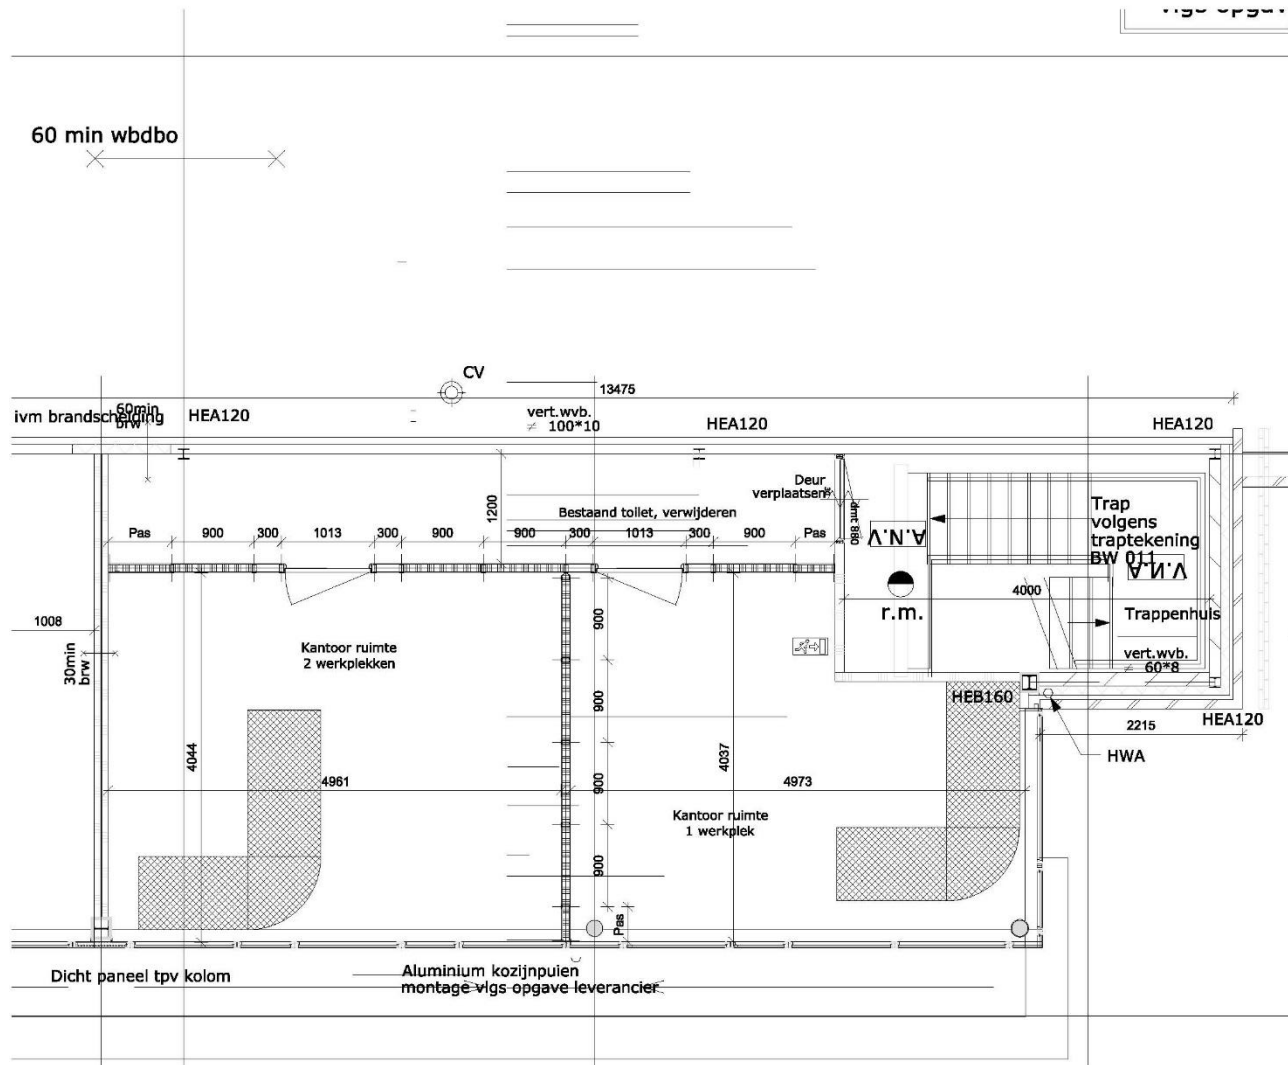 60 min wbdbo
CV
13475
ivm brandscheiding
60min
brw
HEA120
vert.wvb.
≠ 100*10
HEA120
HEA120
1200
Deur
verplaatsen
Bestaand toilet, verwijderen
dmt 880
Pas
900
300
1013
300
900
900
300
1013
300
900
Pas
A.N.V
Trap
volgens
traptekening
BW 011
V.N.A
r.m.
4000
Trappenhuis
1008
30min
brw
Kantoor ruimte
2 werkplekken
900
vert.wvb.
≠ 60*8
HEB160
HEA120
2215
HWA
900
4044
4961
4037
4973
900
Kantoor ruimte
1 werkplek
900
Pas
Dicht paneel tpv kolom
Aluminium kozijnpuien
montage vlgs opgave leverancier